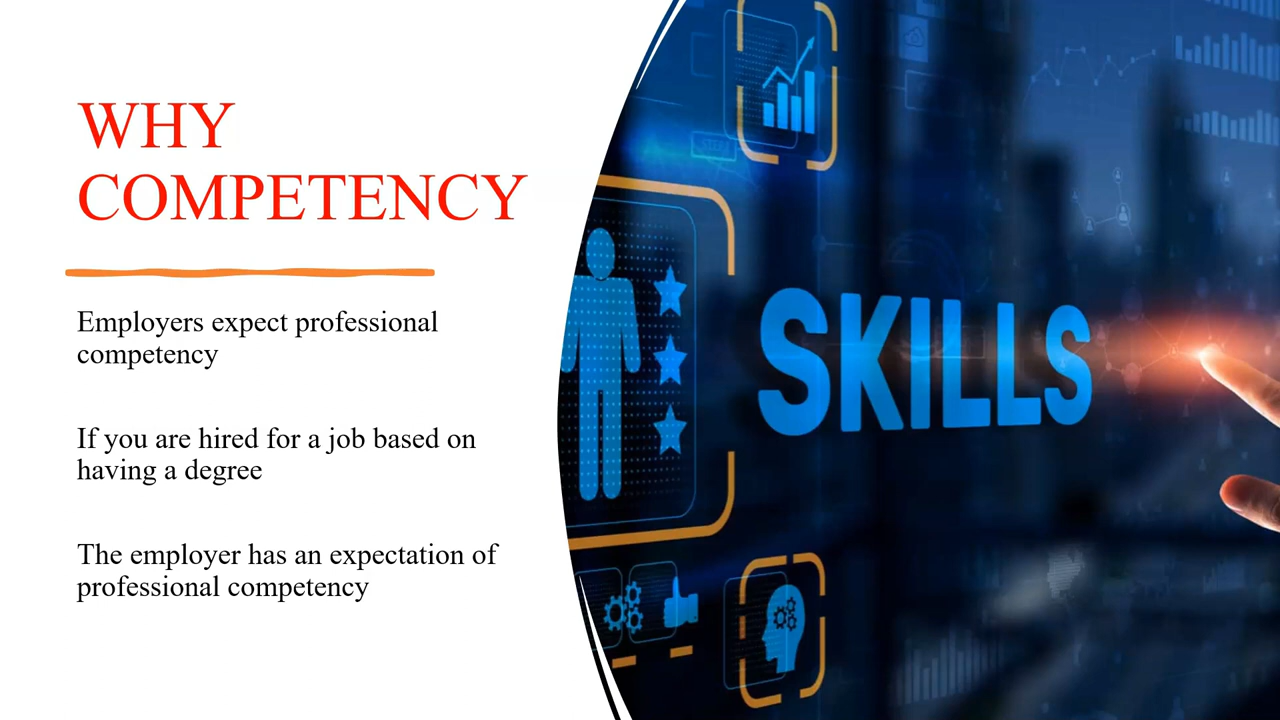 WHY
COMPETENCY
Employers expect professional
competency
If you are hired for a job based on
having a degree
The employer has an expectation of
professional competency
SKILLS